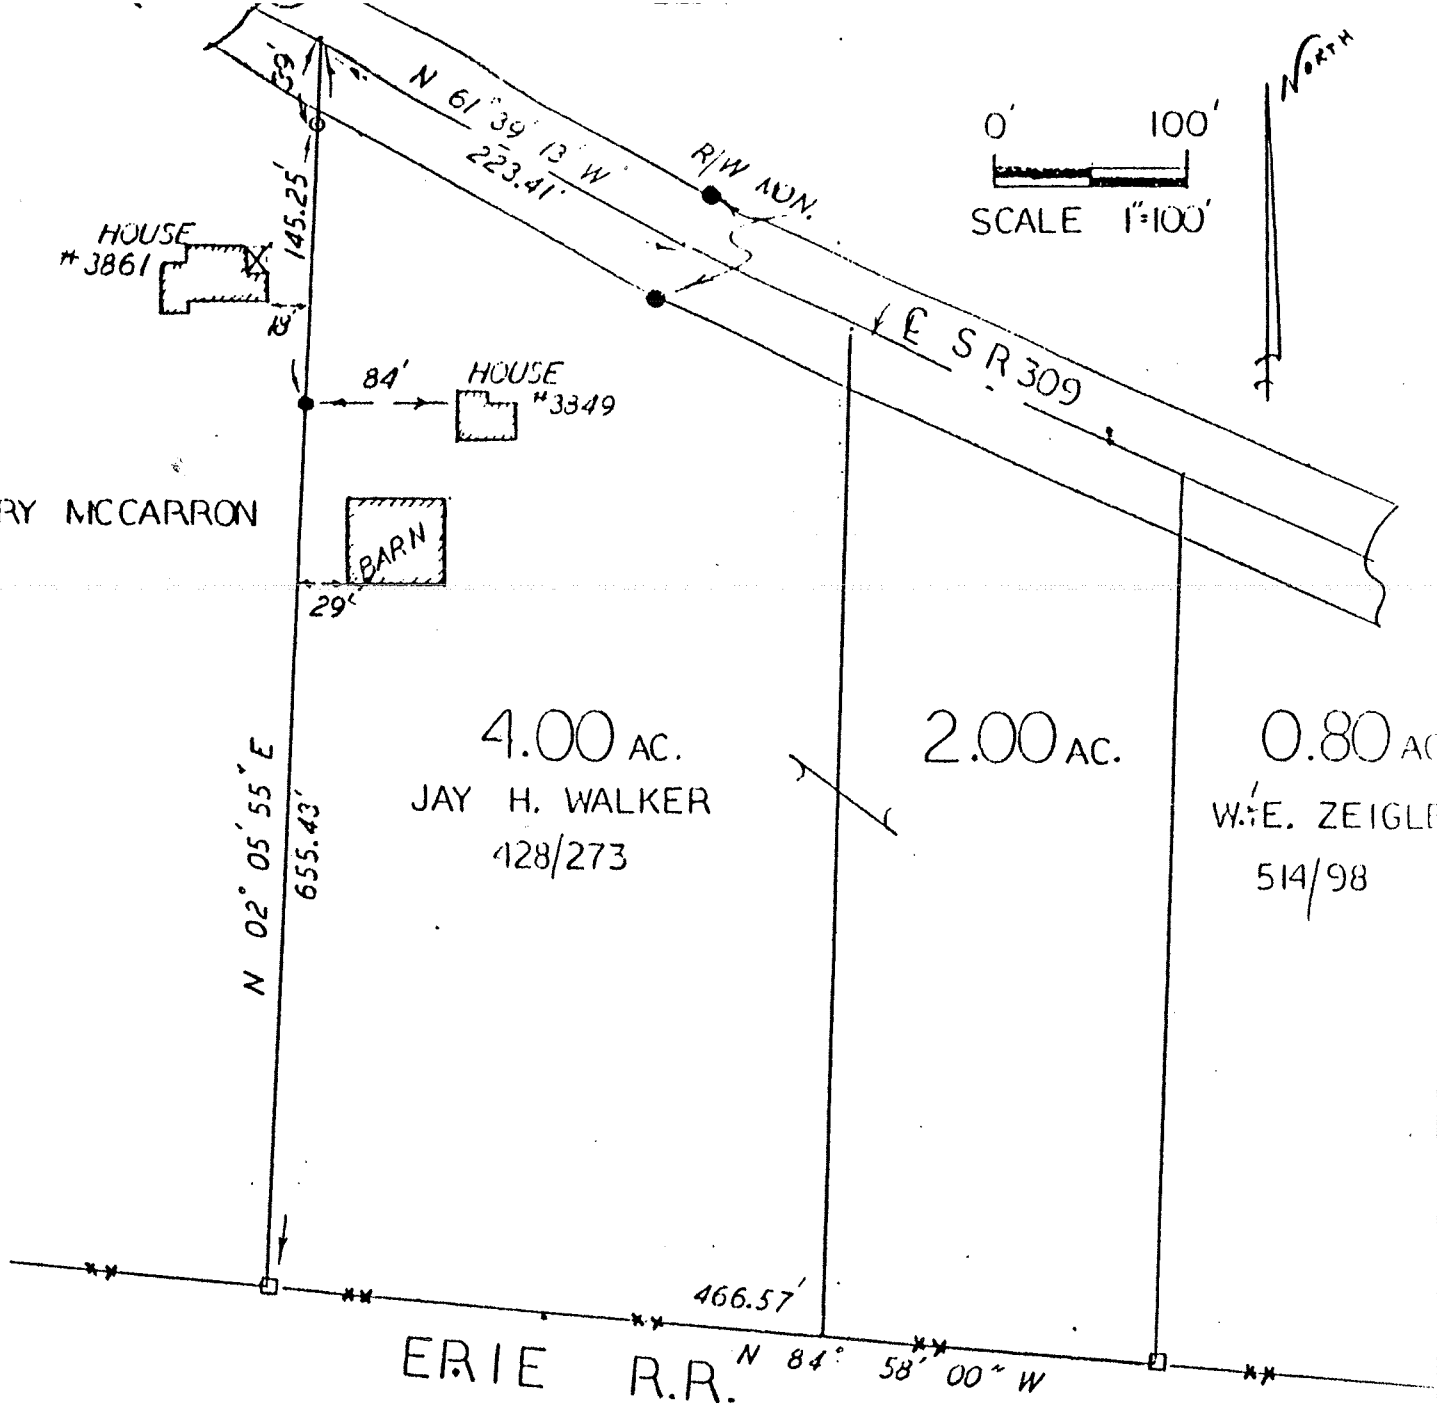 NORTH
0' 100'
SCALE 1"=100'
59'
N 61° 39' 13" W
223.41'
R/W MON.
145.25'
HOUSE
#3861
18'
℄ SR 309
84'
HOUSE
#3849
RY MCCARRON
BARN
29'
4.00 AC.
JAY H. WALKER
428/273
2.00 AC.
0.80 AC
W.&E. ZEIGLE
514/98
N 02° 05' 55" E
655.43'
466.57'
N 84° 58' 00" W
ERIE R.R.